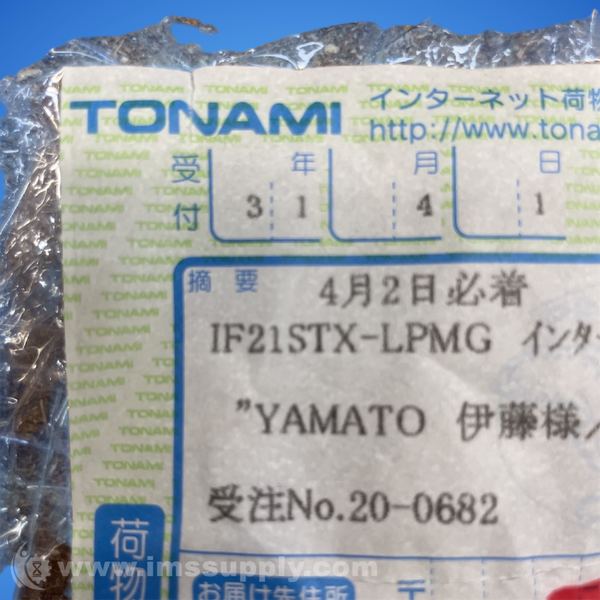 TONAMI
インターネット荷物
http://www.tona
受付
年 月 日
3 1 4 1
摘要
4月2日必着
IF21STX-LPMG インター
"YAMATO 伊藤様/
受注No.20-0682
荷物
お届け先住所 〒
www.imssupply.com